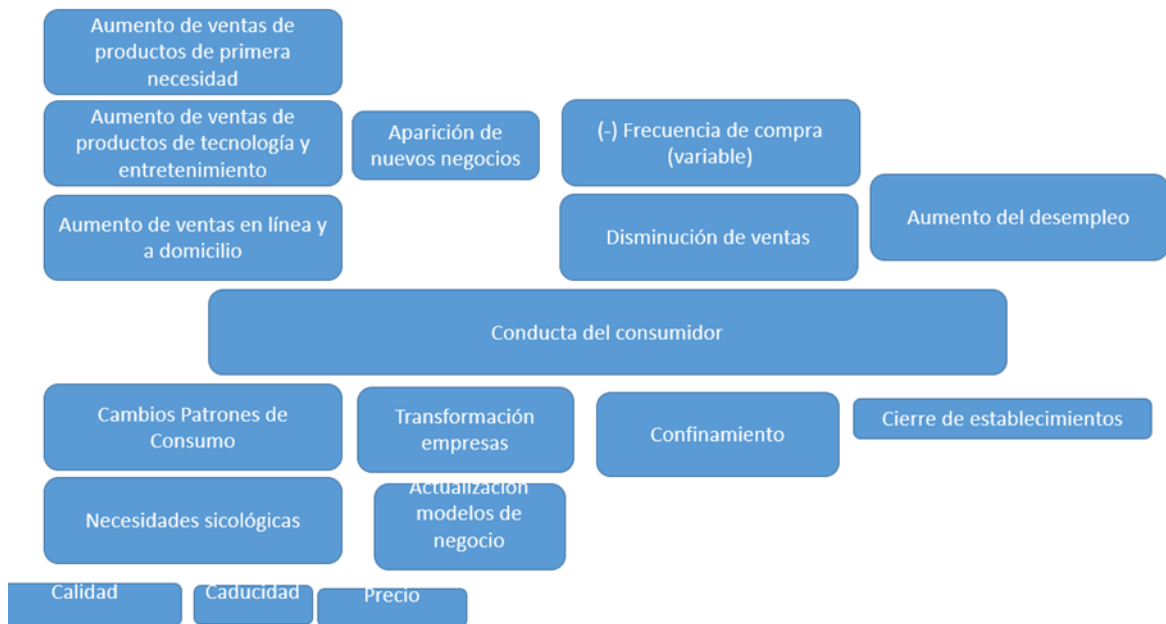 Aumento de ventas de
productos de primera
necesidad
Aumento de ventas de
productos de tecnología y
entretenimiento
Aparición de
nuevos negocios
(-) Frecuencia de compra
(variable)
Aumento de ventas en línea y
a domicilio
Disminución de ventas
Aumento del desempleo
Conducta del consumidor
Cambios Patrones de
Consumo
Transformación
empresas
Confinamiento
Cierre de establecimientos
Necesidades sicológicas
Actualización
modelos de
negocio
Calidad
Caducidad
Precio